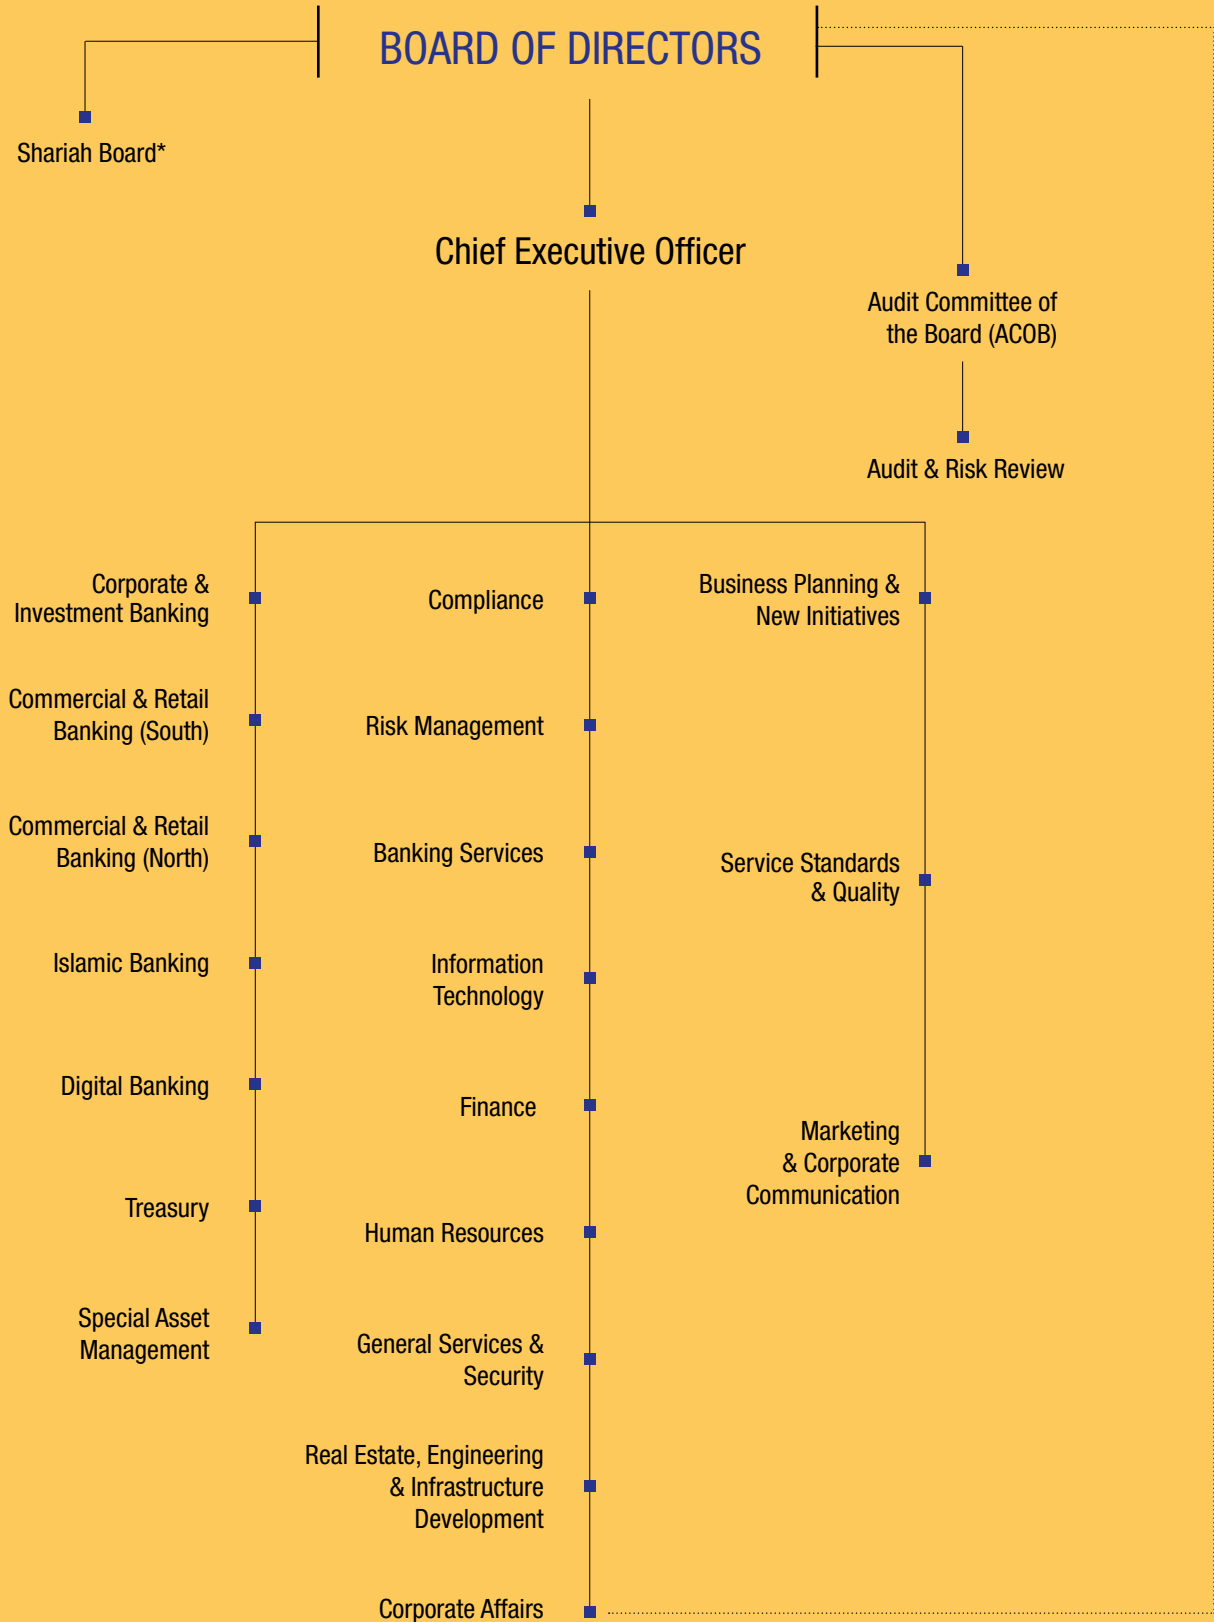 BOARD OF DIRECTORS
Shariah Board*
Chief Executive Officer
Audit Committee of
the Board (ACOB)
Audit & Risk Review
Corporate &
Investment Banking
Commercial & Retail
Banking (South)
Commercial & Retail
Banking (North)
Islamic Banking
Digital Banking
Treasury
Special Asset
Management
Compliance
Risk Management
Banking Services
Information
Technology
Finance
Human Resources
General Services &
Security
Real Estate, Engineering
& Infrastructure
Development
Corporate Affairs
Business Planning &
New Initiatives
Service Standards
& Quality
Marketing
& Corporate
Communication